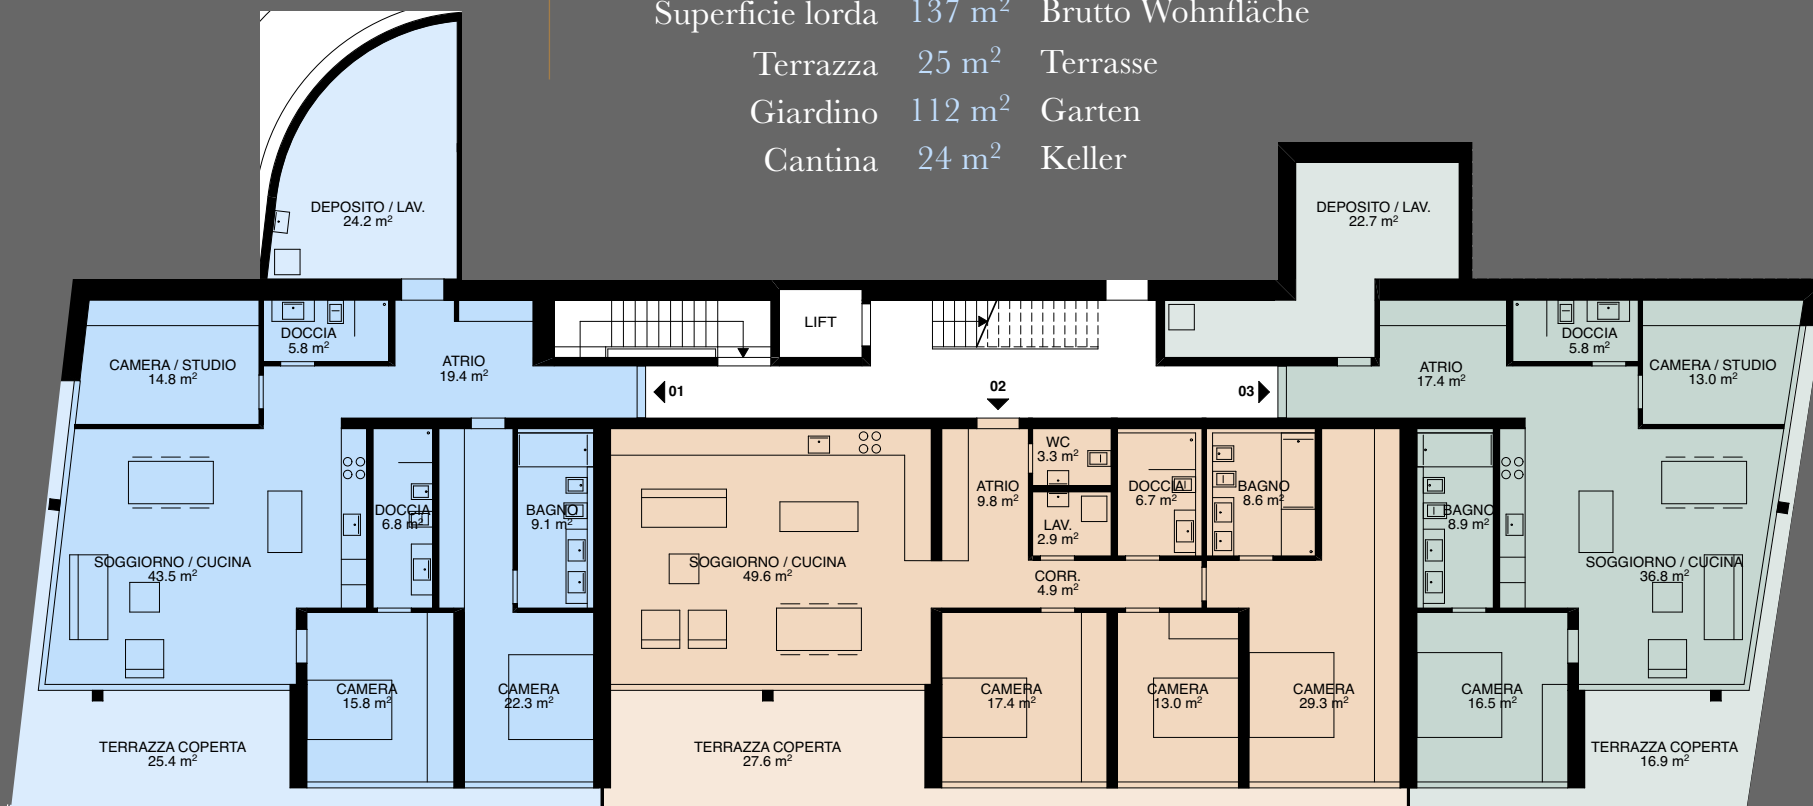 Superficie lorda 137 m² Brutto Wohnfläche
Terrazza 25 m² Terrasse
Giardino 112 m² Garten
Cantina 24 m² Keller
DEPOSITO / LAV.
24.2 m²
DEPOSITO / LAV.
22.7 m²
CAMERA / STUDIO
14.8 m²
DOCCIA
5.8 m²
ATRIO
19.4 m²
LIFT
01
02
03
ATRIO
17.4 m²
DOCCIA
5.8 m²
CAMERA / STUDIO
13.0 m²
SOGGIORNO / CUCINA
43.5 m²
DOCCIA
6.8 m²
BAGNO
9.1 m²
SOGGIORNO / CUCINA
49.6 m²
ATRIO
9.8 m²
WC
3.3 m²
LAV.
2.9 m²
DOCCIA
6.7 m²
BAGNO
8.6 m²
CORR.
4.9 m²
BAGNO
8.9 m²
SOGGIORNO / CUCINA
36.8 m²
CAMERA
15.8 m²
CAMERA
22.3 m²
CAMERA
17.4 m²
CAMERA
13.0 m²
CAMERA
29.3 m²
CAMERA
16.5 m²
TERRAZZA COPERTA
25.4 m²
TERRAZZA COPERTA
27.6 m²
TERRAZZA COPERTA
16.9 m²